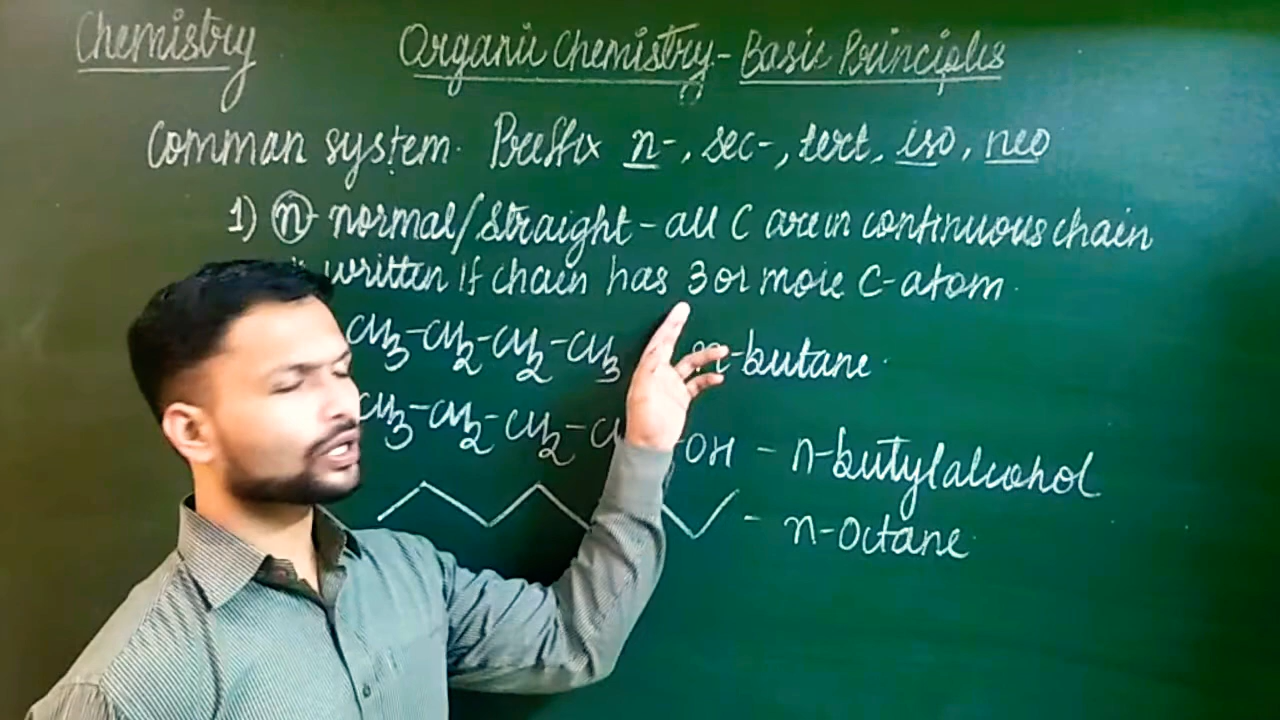 Chemistry
Organic Chemistry - Basic Principles
Comman system. Prefix n-, sec-, tert, iso, neo
1) n- normal/straight - all C are in continuous chain
written if chain has 3 or more C-atom.
CH3-CH2-CH2-CH3 n-butane.
CH3-CH2-CH2-C -OH - n-butylalcohol
- n-octane